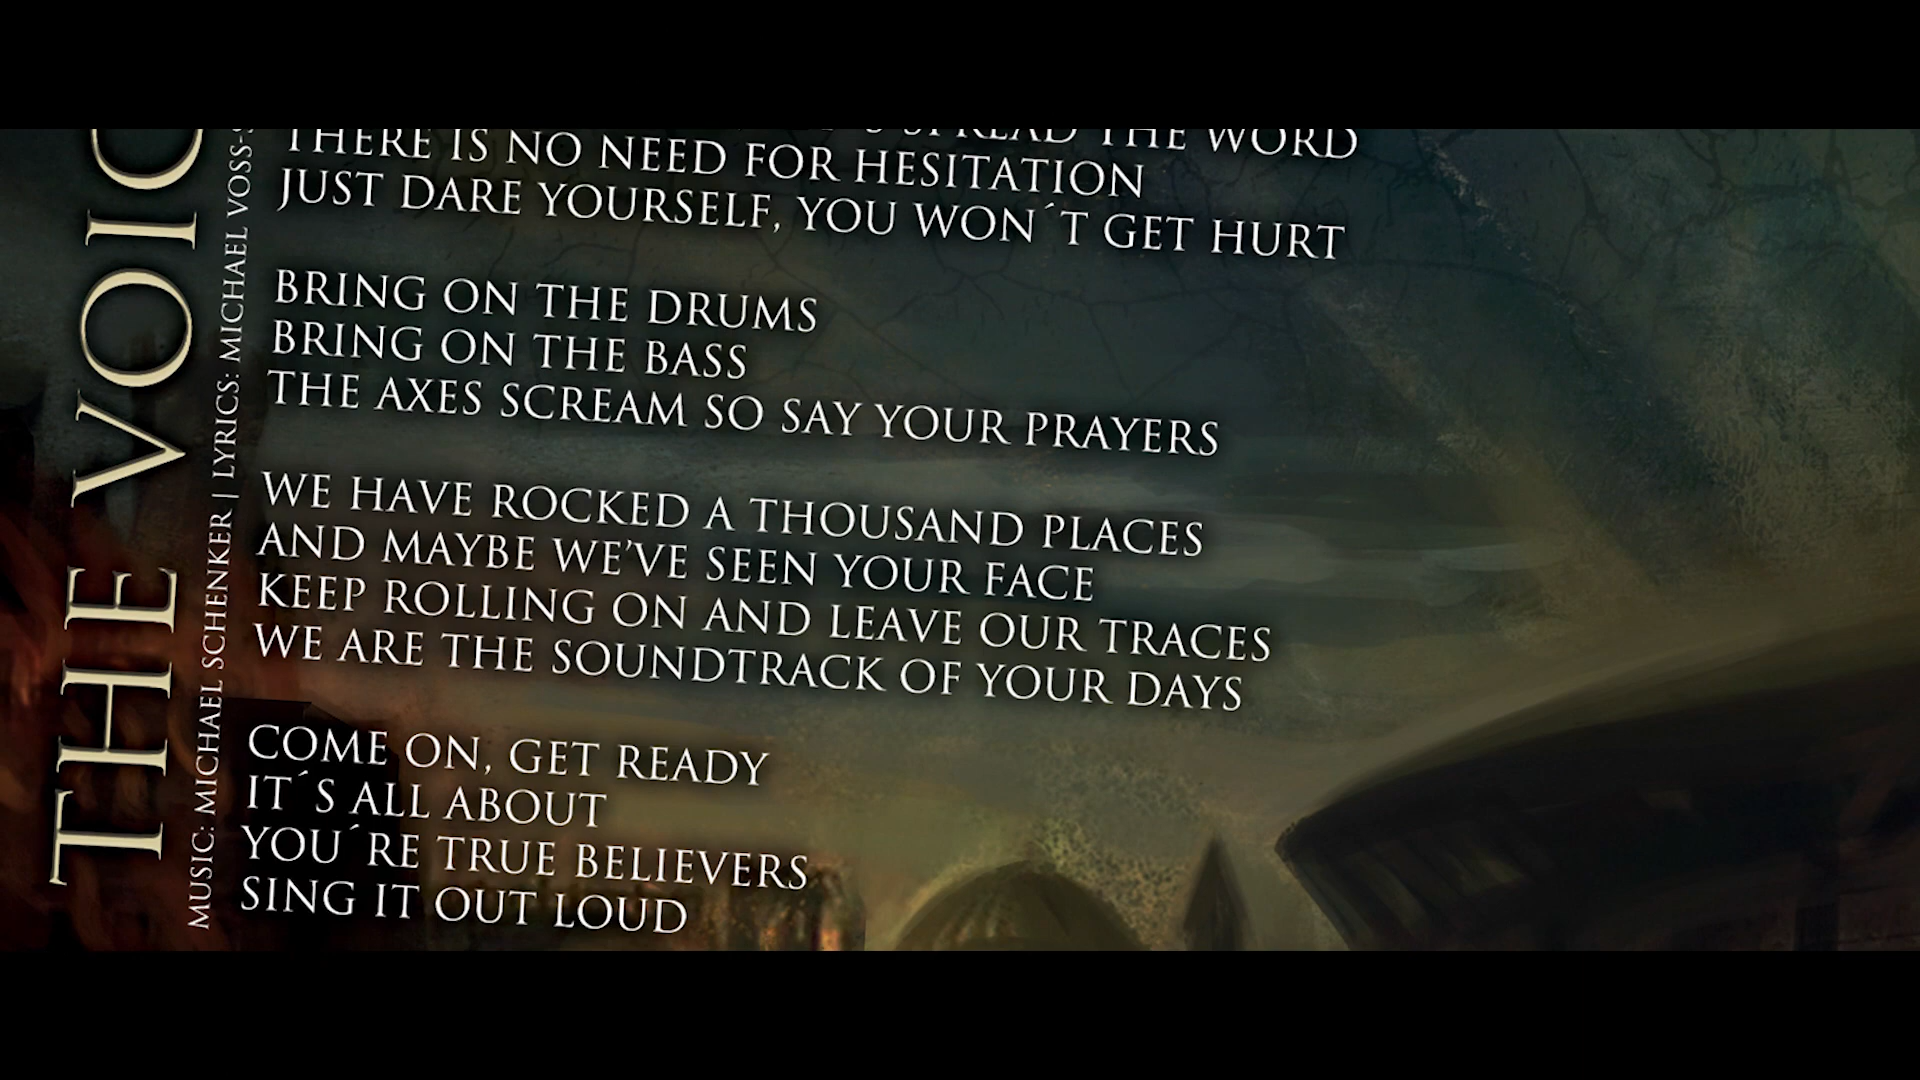 THE VOIC
MUSIC: MICHAEL SCHENKER | LYRICS: MICHAEL VOSS-
SPREAD THE WORD
THERE IS NO NEED FOR HESITATION
JUST DARE YOURSELF, YOU WON´T GET HURT
BRING ON THE DRUMS
BRING ON THE BASS
THE AXES SCREAM SO SAY YOUR PRAYERS
WE HAVE ROCKED A THOUSAND PLACES
AND MAYBE WE’VE SEEN YOUR FACE
KEEP ROLLING ON AND LEAVE OUR TRACES
WE ARE THE SOUNDTRACK OF YOUR DAYS
COME ON, GET READY
IT´S ALL ABOUT
YOU´RE TRUE BELIEVERS
SING IT OUT LOUD